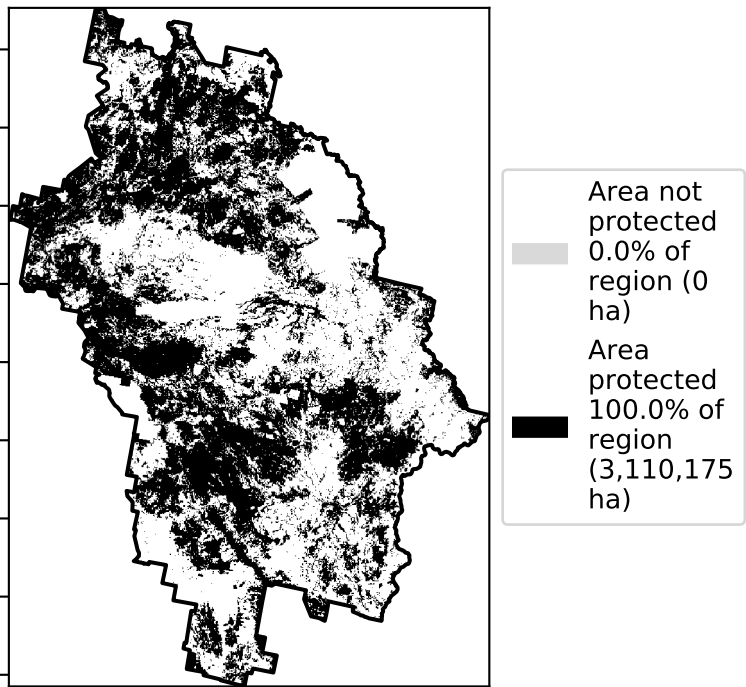 Area not
protected
0.0% of
region (0
ha)
Area
protected
100.0% of
region
(3,110,175
ha)